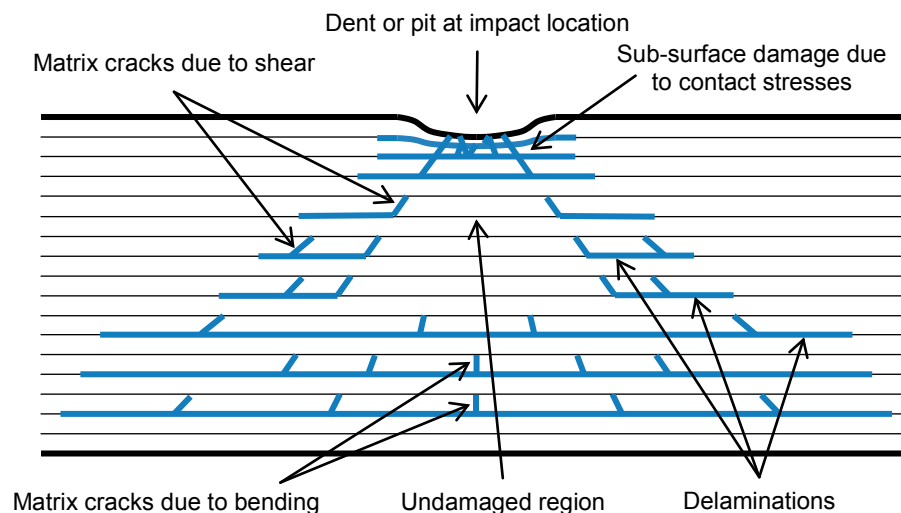 Dent or pit at impact location
Matrix cracks due to shear
Sub-surface damage due
to contact stresses
Matrix cracks due to bending
Undamaged region
Delaminations